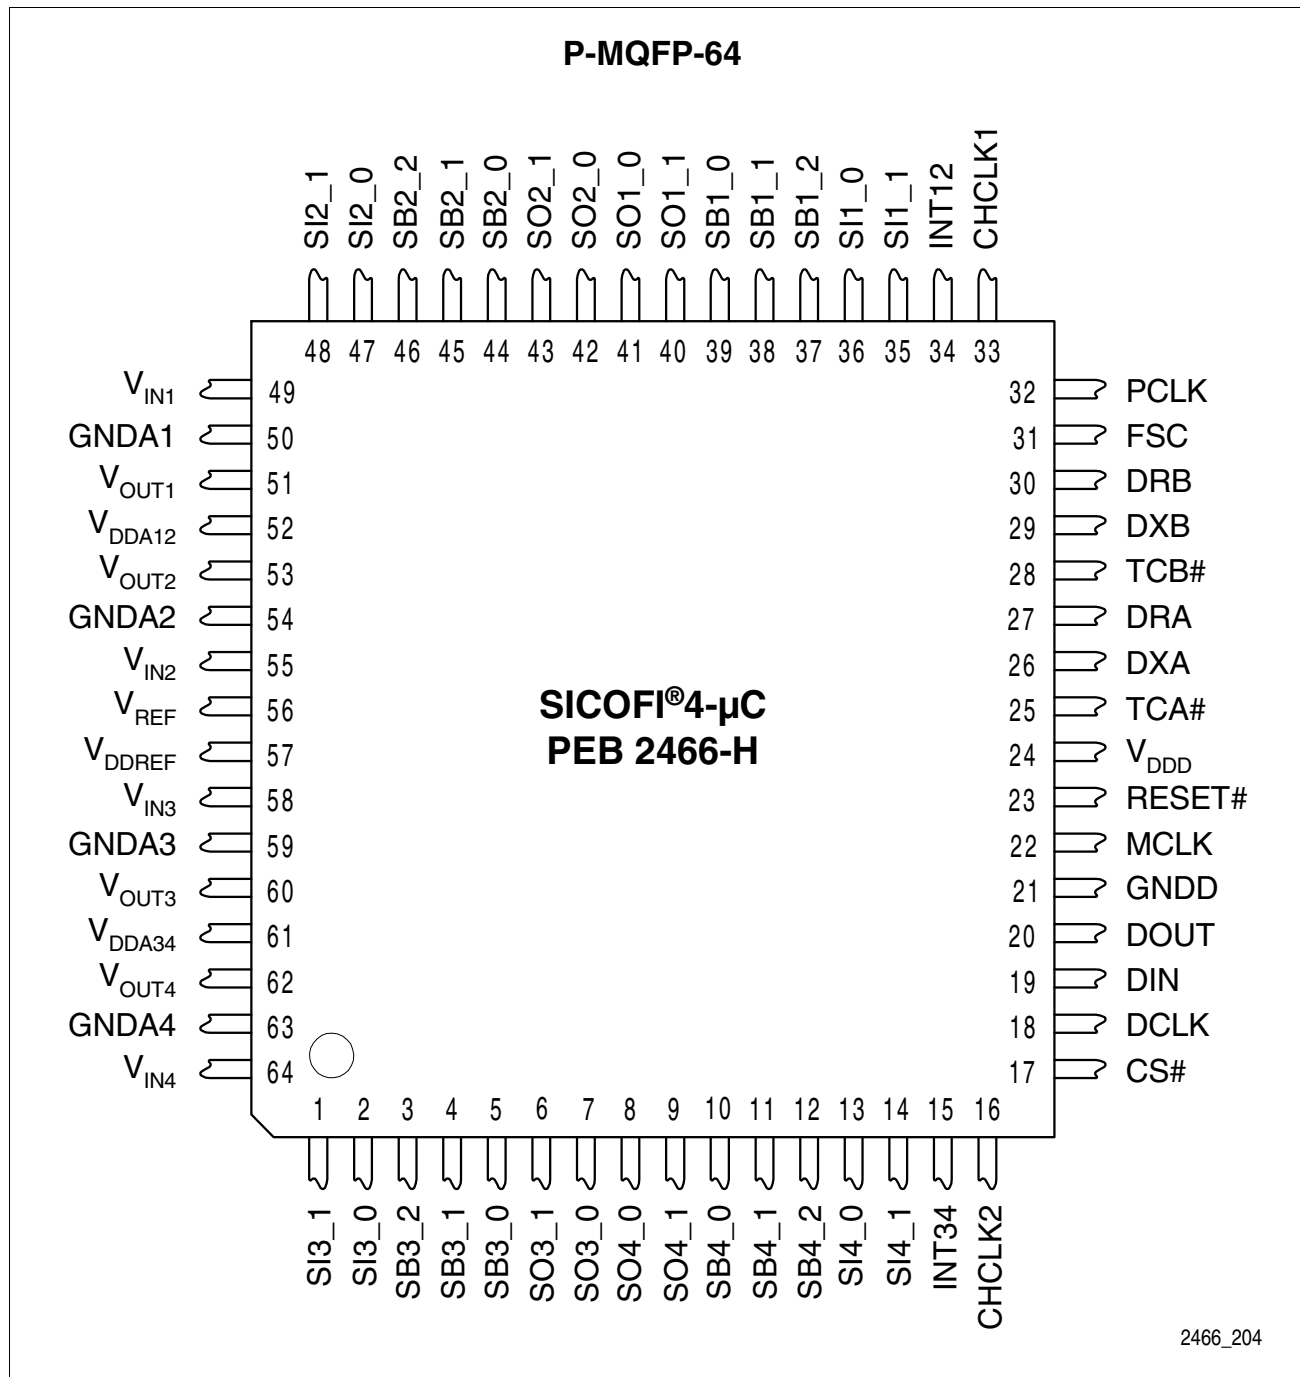 P-MQFP-64
SI2_1 SI2_0 SB2_2 SB2_1 SB2_0 SO2_1 SO2_0 SO1_0 SO1_1 SB1_0 SB1_1 SB1_2 SI1_0 SI1_1 INT12 CHCLK1
48 47 46 45 44 43 42 41 40 39 38 37 36 35 34 33
VIN1 49 32 PCLK
GNDA1 50 31 FSC
VOUT1 51 30 DRB
VDDA12 52 29 DXB
VOUT2 53 28 TCB#
GNDA2 54 27 DRA
VIN2 55 26 DXA
VREF 56 25 TCA#
SICOFI®4-µC
PEB 2466-H
VDDREF 57 24 VDDD
VIN3 58 23 RESET#
GNDA3 59 22 MCLK
VOUT3 60 21 GNDD
VDDA34 61 20 DOUT
VOUT4 62 19 DIN
GNDA4 63 18 DCLK
VIN4 64 17 CS#
1 2 3 4 5 6 7 8 9 10 11 12 13 14 15 16
SI3_1 SI3_0 SB3_2 SB3_1 SB3_0 SO3_1 SO3_0 SO4_0 SO4_1 SB4_0 SB4_1 SB4_2 SI4_0 SI4_1 INT34 CHCLK2
2466_204